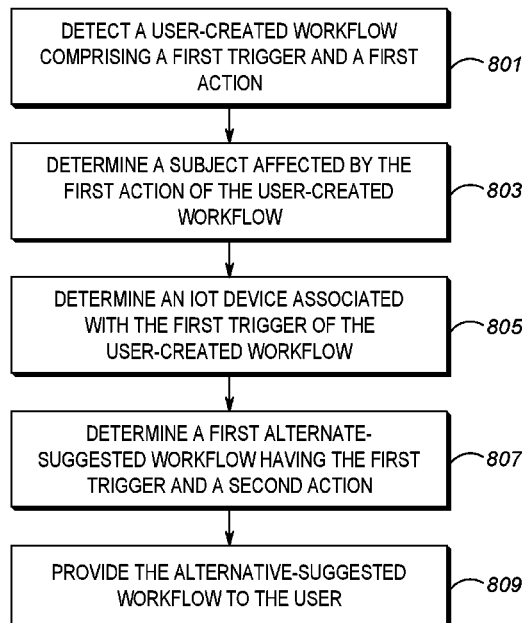 DETECT A USER-CREATED WORKFLOW
COMPRISING A FIRST TRIGGER AND A FIRST
ACTION
801
DETERMINE A SUBJECT AFFECTED BY THE
FIRST ACTION OF THE USER-CREATED
WORKFLOW
803
DETERMINE AN IOT DEVICE ASSOCIATED
WITH THE FIRST TRIGGER OF THE
USER-CREATED WORKFLOW
805
DETERMINE A FIRST ALTERNATE-
SUGGESTED WORKFLOW HAVING THE FIRST
TRIGGER AND A SECOND ACTION
807
PROVIDE THE ALTERNATIVE-SUGGESTED
WORKFLOW TO THE USER
809